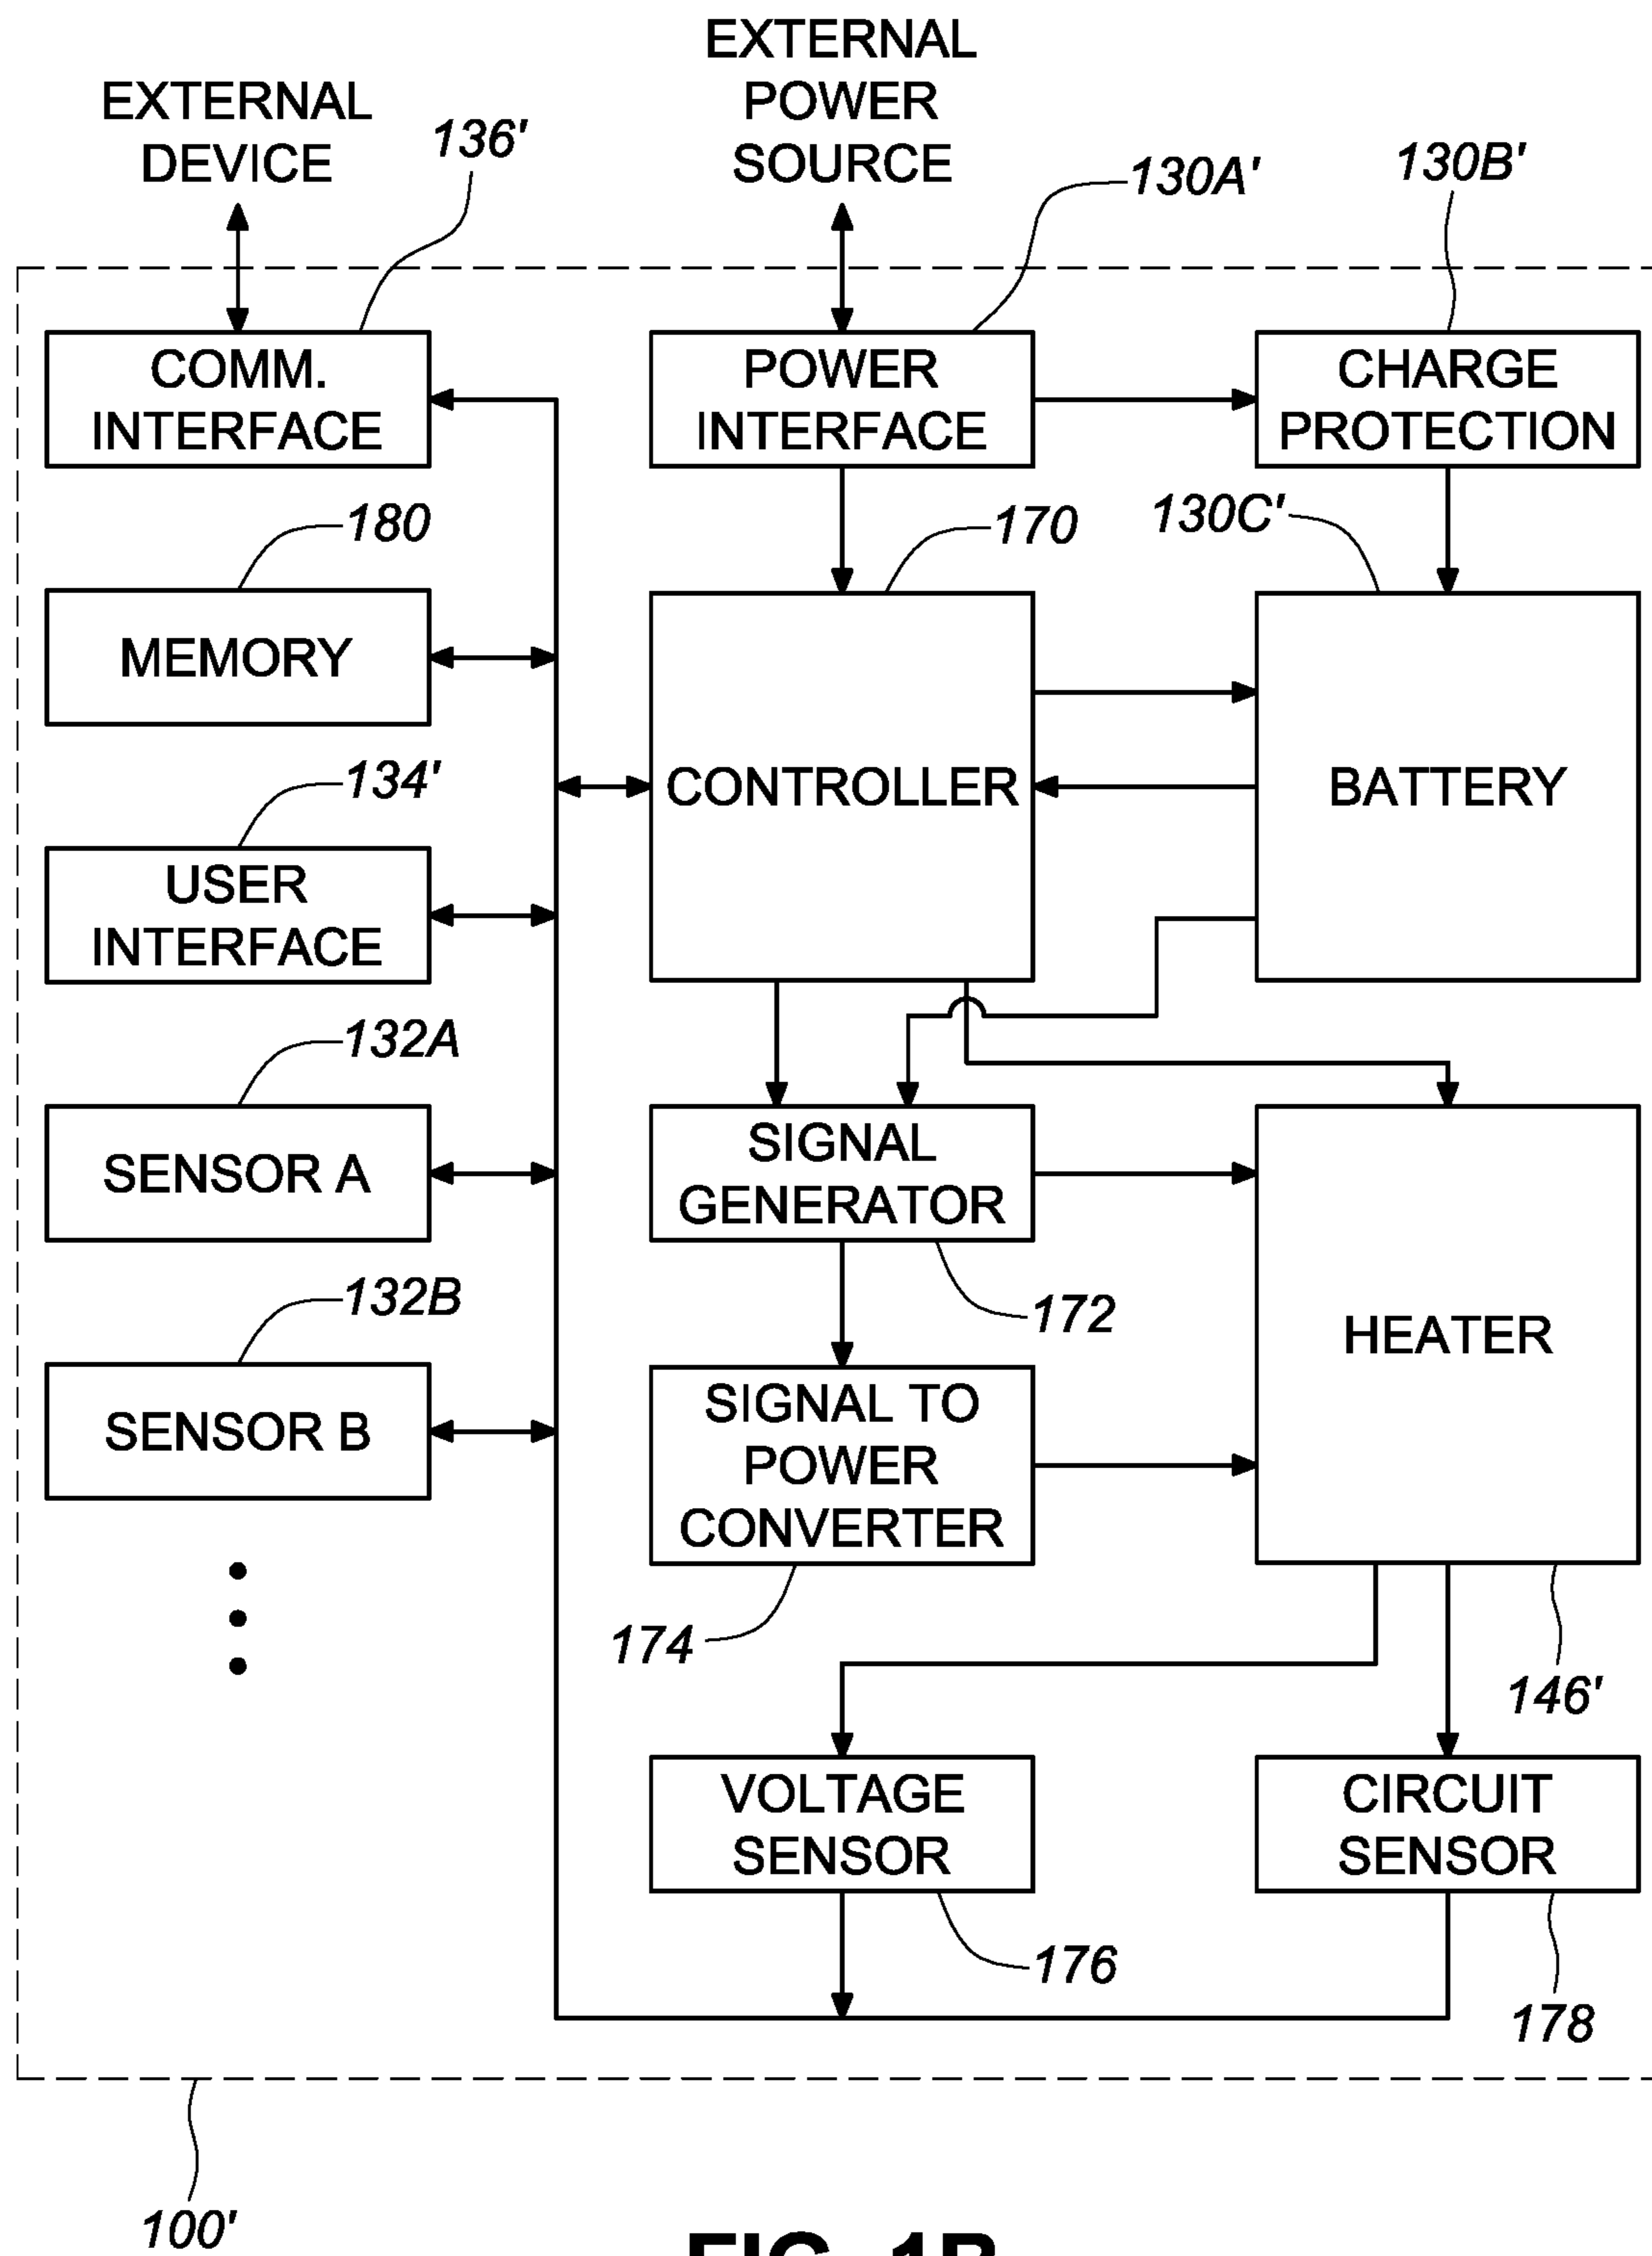 EXTERNAL
DEVICE
136'
EXTERNAL
POWER
SOURCE
130A'
130B'
COMM.
INTERFACE
POWER
INTERFACE
CHARGE
PROTECTION
180
170
130C'
MEMORY
CONTROLLER
BATTERY
134'
USER
INTERFACE
132A
SENSOR A
SIGNAL
GENERATOR
172
HEATER
132B
SENSOR B
SIGNAL TO
POWER
CONVERTER
174
146'
VOLTAGE
SENSOR
CIRCUIT
SENSOR
176
178
100'
FIG. 1B